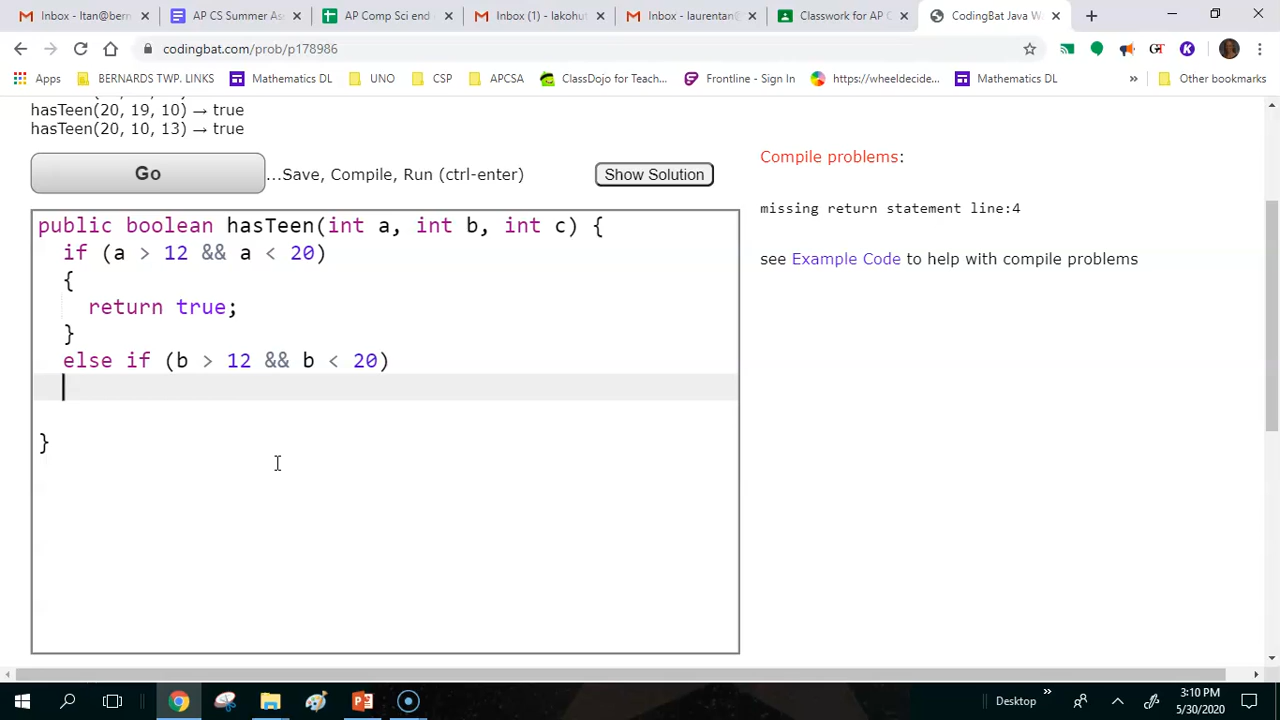 Inbox - lakohut@bern
AP CS Summer Ass
AP Comp Sci end
Inbox (1) - lakohut
Inbox - laurentan@
Classwork for AP C
CodingBat Java W
codingbat.com/prob/p178986
Apps
BERNARDS TWP. LINKS
Mathematics DL
UNO
CSP
APCSA
ClassDojo for Teach...
Frontline - Sign In
https://wheeldecide...
Mathematics DL
»
Other bookmarks
hasTeen(20, 19, 10) → true
hasTeen(20, 10, 13) → true
Go
...Save, Compile, Run (ctrl-enter)
Show Solution
public boolean hasTeen(int a, int b, int c) {
if (a > 12 && a < 20)
{
return true;
}
else if (b > 12 && b < 20)
}
Compile problems:
missing return statement line:4
see Example Code to help with compile problems
Desktop
3:10 PM
5/30/2020